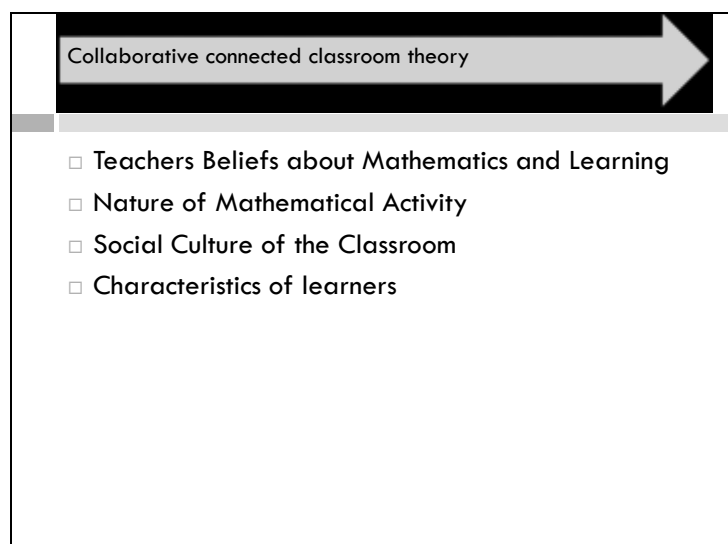 Collaborative connected classroom theory
Teachers Beliefs about Mathematics and Learning
Nature of Mathematical Activity
Social Culture of the Classroom
Characteristics of learners